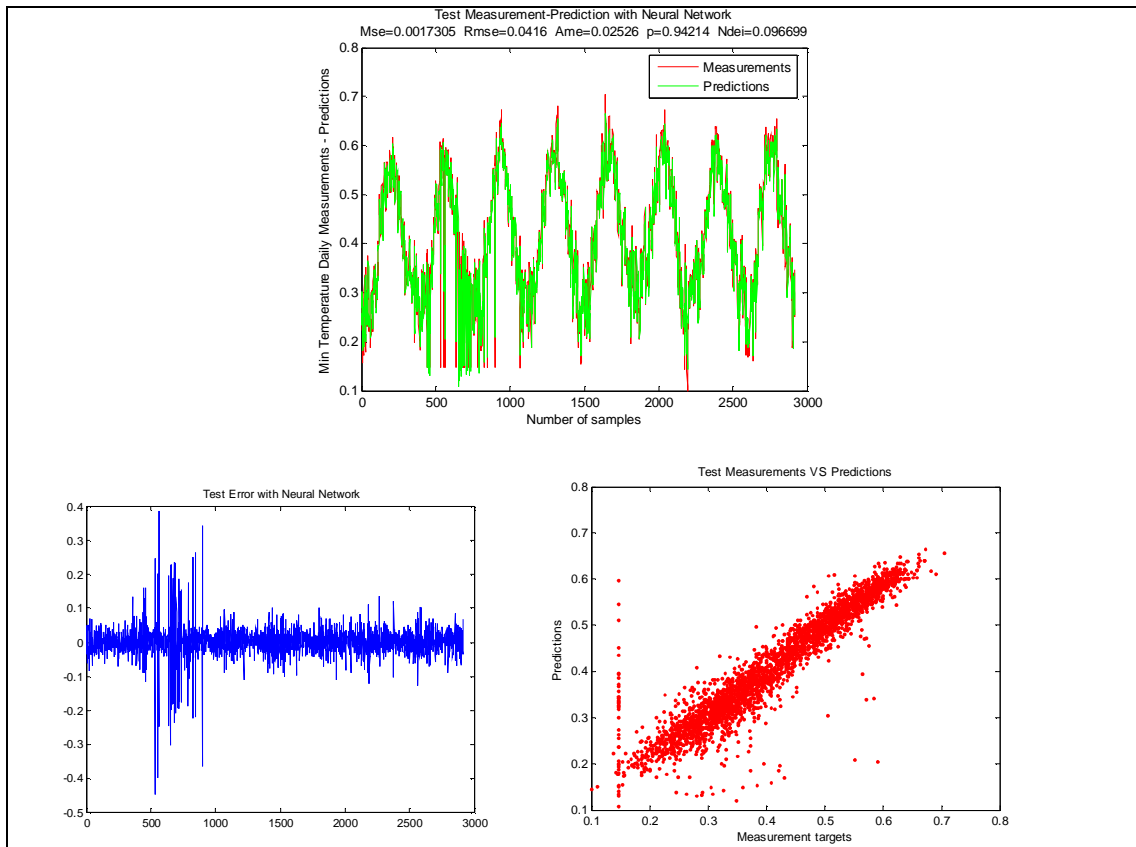 Test Measurement-Prediction with Neural Network
Mse=0.0017305 Rmse=0.0416 Ame=0.02526 p=0.94214 Ndei=0.096699
Measurements
Predictions
Min Temperature Daily Measurements - Predictions
0.8
0.7
0.6
0.5
0.4
0.3
0.2
0.1
0 500 1000 1500 2000 2500 3000
Number of samples
Test Error with Neural Network
0.4
0.3
0.2
0.1
0
-0.1
-0.2
-0.3
-0.4
-0.5
0 500 1000 1500 2000 2500 3000
Test Measurements VS Predictions
Predictions
0.8
0.7
0.6
0.5
0.4
0.3
0.2
0.1
0.1 0.2 0.3 0.4 0.5 0.6 0.7 0.8
Measurement targets